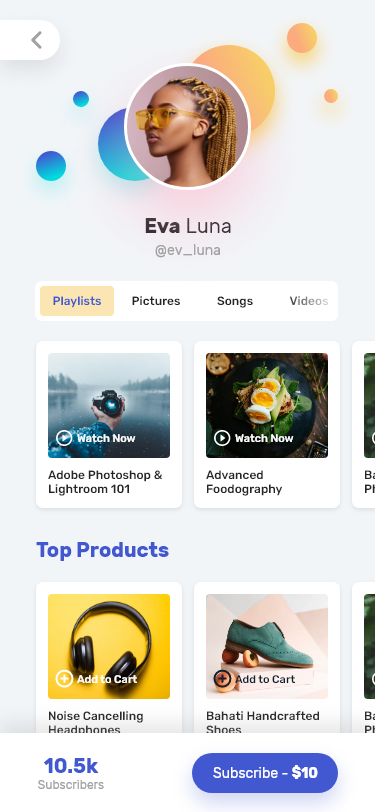 Eva Luna
@ev_luna
Playlists Pictures Songs Videos
Watch Now Watch Now
Adobe Photoshop & Advanced Ba
Lightroom 101 Foodography Ph
Top Products
Add to Cart Add to Cart
Noise Cancelling Bahati Handcrafted Ba
Headphones Shoes Ph
10.5k
Subscribers
Subscribe - $10